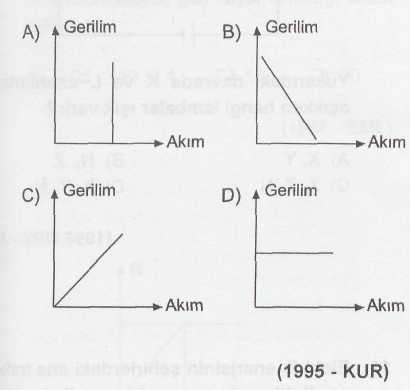 A) Gerilim
Akım
B) Gerilim
Akım
C) Gerilim
Akım
D) Gerilim
Akım
(1995 - KUR)